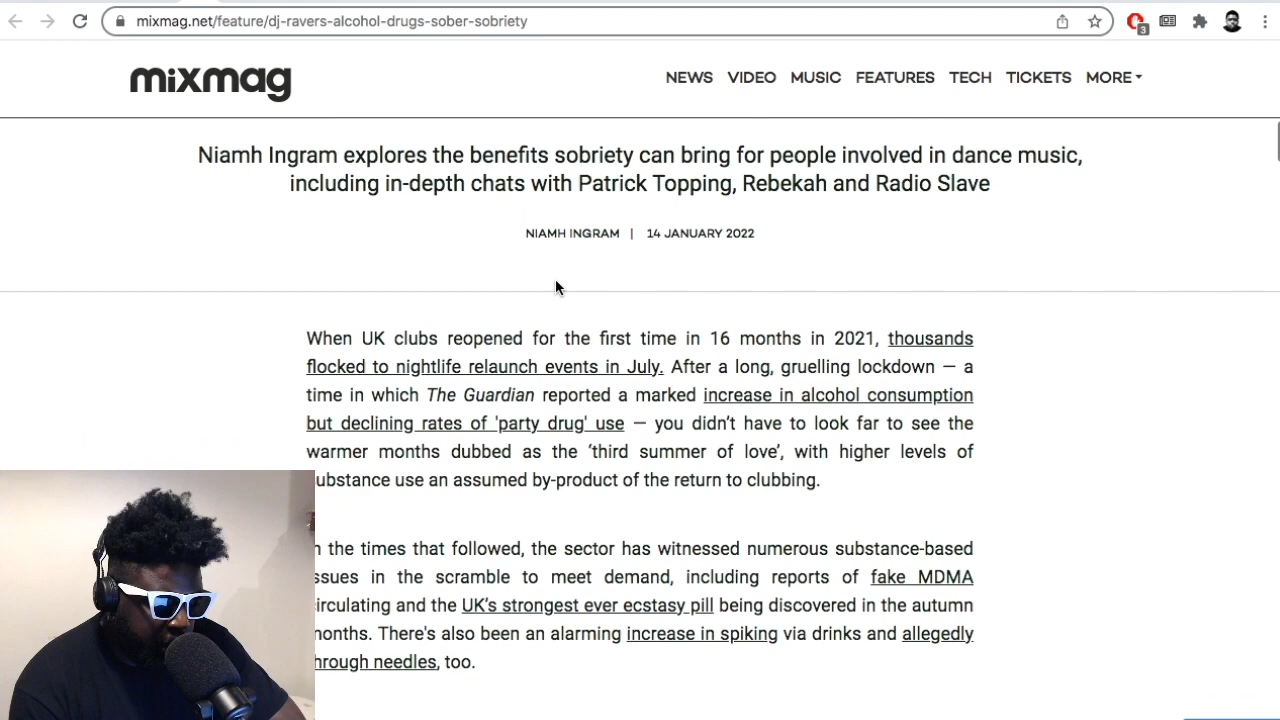 mixmag.net/feature/dj-ravers-alcohol-drugs-sober-sobriety
3
mixmag
NEWS VIDEO MUSIC FEATURES TECH TICKETS MORE
Niamh Ingram explores the benefits sobriety can bring for people involved in dance music,
including in-depth chats with Patrick Topping, Rebekah and Radio Slave
NIAMH INGRAM | 14 JANUARY 2022
When UK clubs reopened for the first time in 16 months in 2021, thousands
flocked to nightlife relaunch events in July. After a long, gruelling lockdown — a
time in which The Guardian reported a marked increase in alcohol consumption
but declining rates of 'party drug' use — you didn't have to look far to see the
warmer months dubbed as the ‘third summer of love’, with higher levels of
substance use an assumed by-product of the return to clubbing.
n the times that followed, the sector has witnessed numerous substance-based
ssues in the scramble to meet demand, including reports of fake MDMA
circulating and the UK's strongest ever ecstasy pill being discovered in the autumn
months. There's also been an alarming increase in spiking via drinks and allegedly
through needles, too.